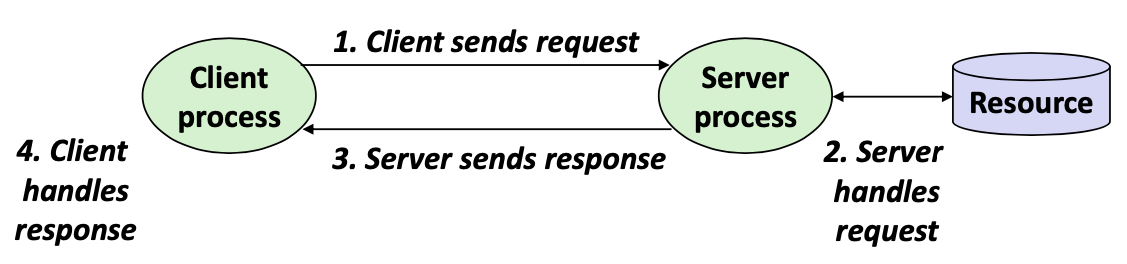 1. Client sends request
Client
process
Server
process
Resource
3. Server sends response
4. Client
handles
response
2. Server
handles
request